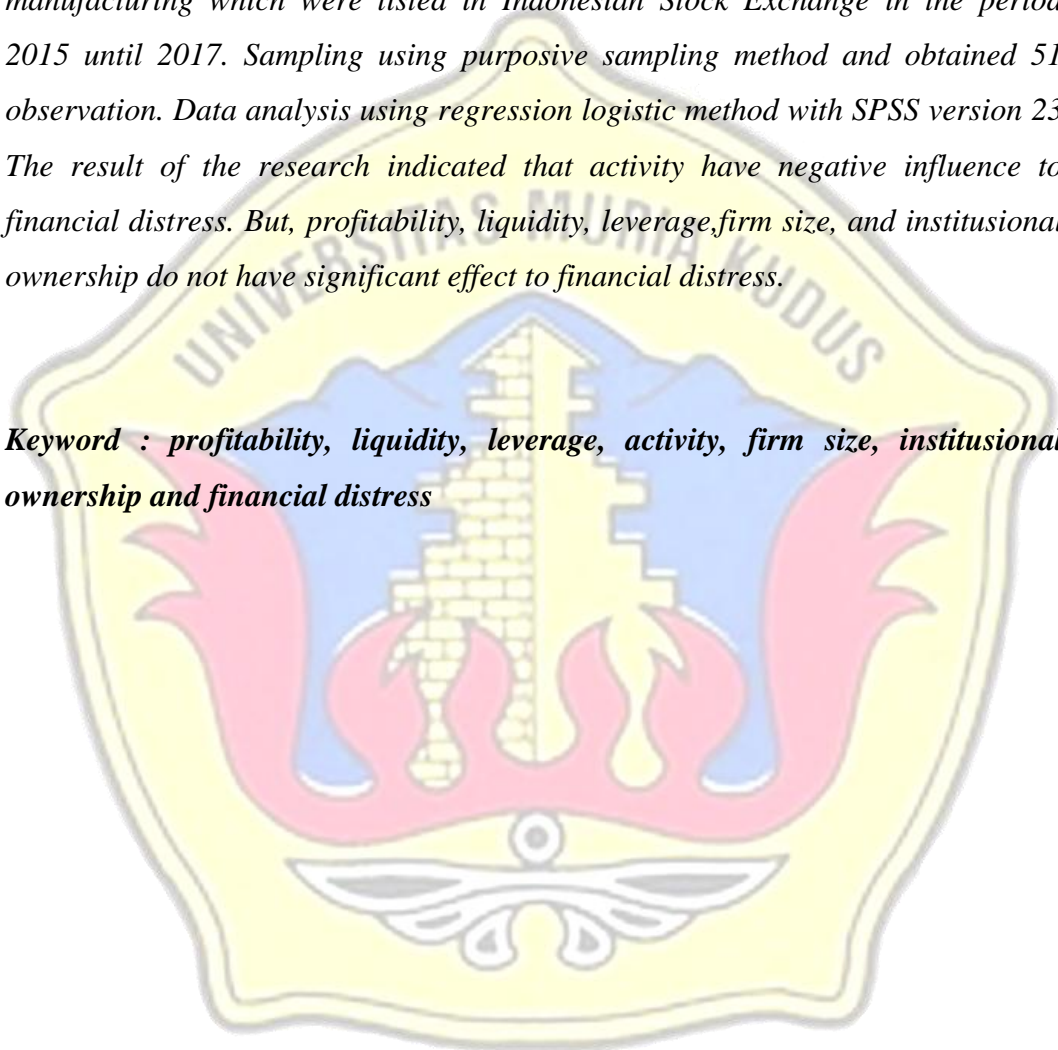 manufacturing which were listed in Indonesian Stock Exchange in the period
2015 until 2017. Sampling using purposive sampling method and obtained 51
observation. Data analysis using regression logistic method with SPSS version 23
The result of the research indicated that activity have negative influence to
financial distress. But, profitability, liquidity, leverage,firm size, and institusional
ownership do not have significant effect to financial distress.
UNIVERSITAS MURIA KUDUS
Keyword : profitability, liquidity, leverage, activity, firm size, institusional
ownership and financial distress